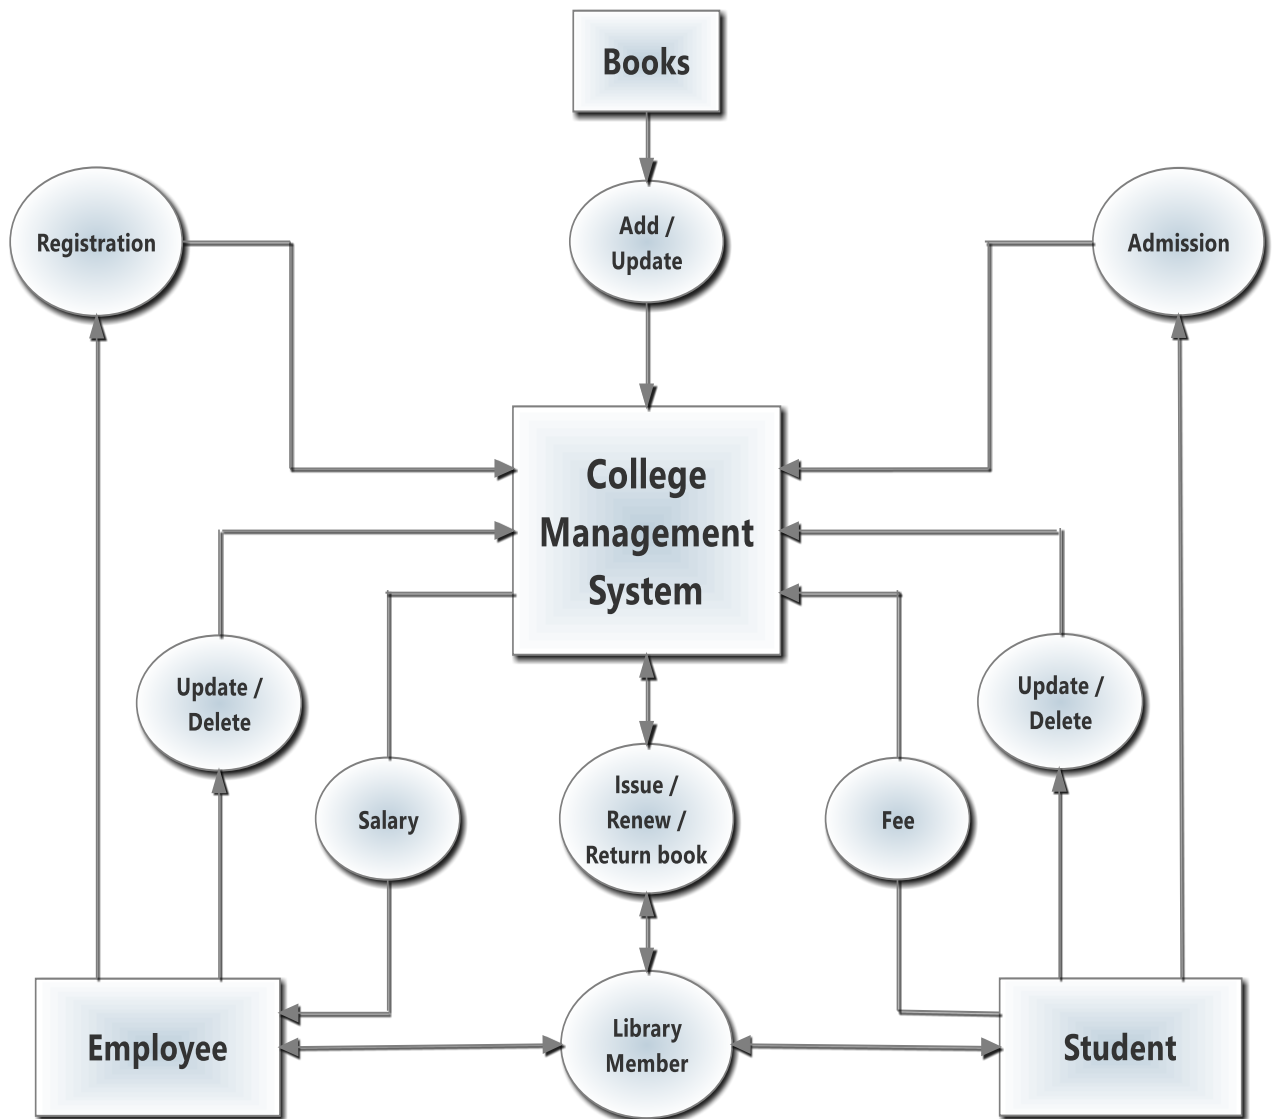 Books
Add /
Update
Registration
Admission
College
Management
System
Update /
Delete
Update /
Delete
Salary
Issue /
Renew /
Return book
Fee
Employee
Library
Member
Student